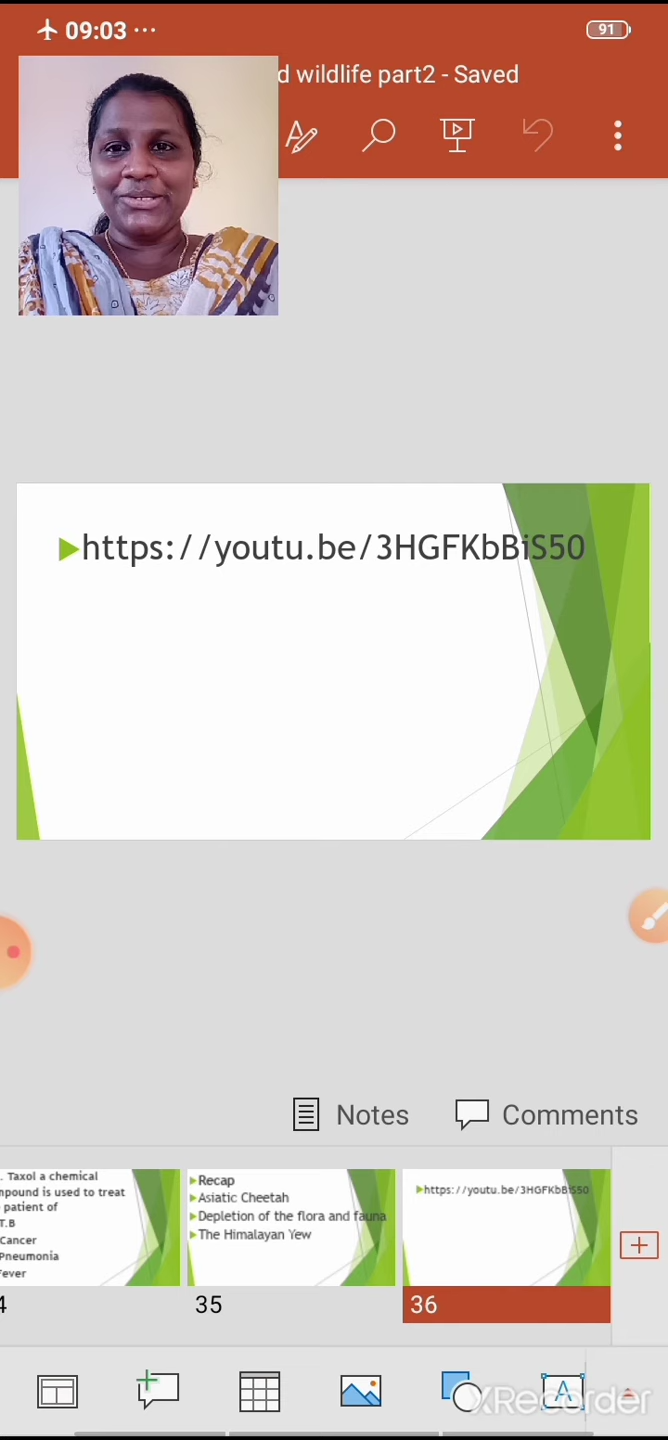 09:03 ...
91
d wildlife part2 - Saved
https://youtu.be/3HGFKbBiS50
Notes
Comments
. Taxol a chemical
mpound is used to treat
patient of
T.B
Cancer
Pneumonia
ever
4
Recap
Asiatic Cheetah
Depletion of the flora and fauna
The Himalayan Yew
35
https://youtu.be/3HGFKbBiS50
36
A
XRecorder